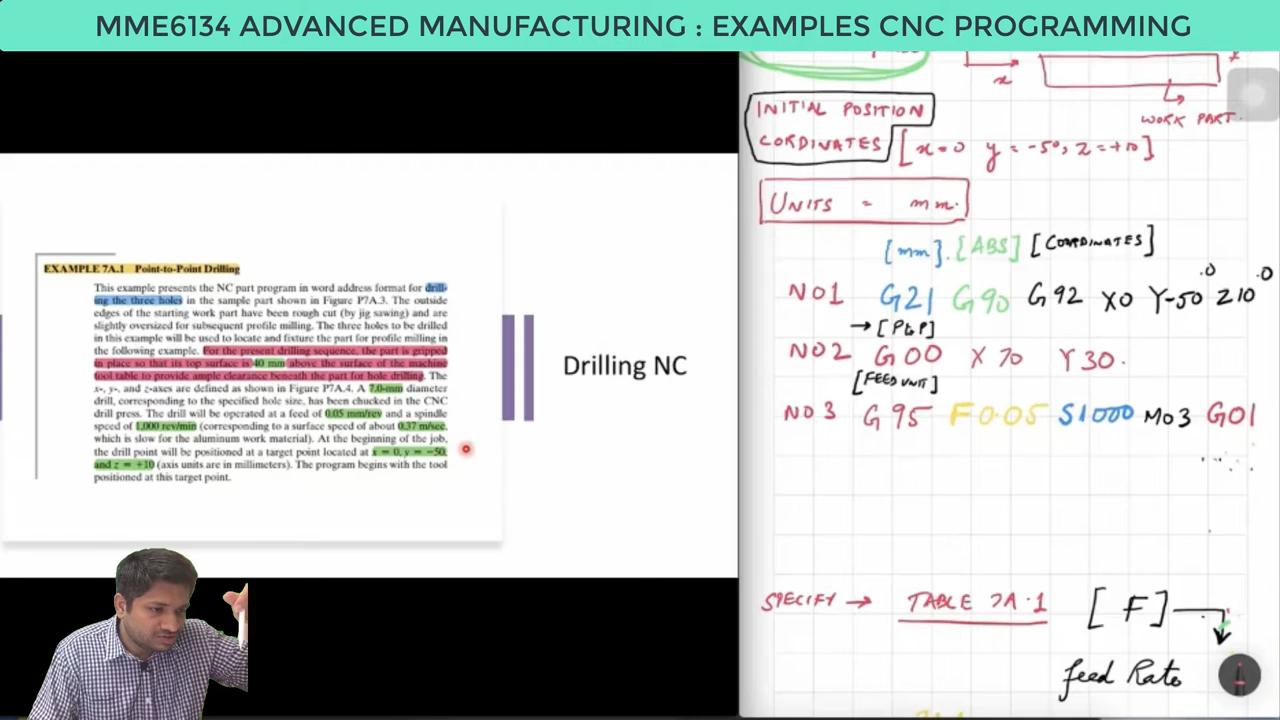 MME6134 ADVANCED MANUFACTURING : EXAMPLES CNC PROGRAMMING
EXAMPLE 7A.1 Point-to-Point Drilling
This example presents the NC part program in word address format for drill-
ing the three holes in the sample part shown in Figure P7A.3. The outside
edges of the starting work part have been rough cut (by jig sawing) and are
slightly oversized for subsequent profile milling. The three holes to be drilled
in this example will be used to locate and fixture the part for profile milling in
the following example. For the present drilling sequence, the part is gripped
in place so that its top surface is 40 mm above the surface of the machine
tool table to provide ample clearance beneath the part for hole drilling. The
x-, y-, and z-axes are defined as shown in Figure P7A.4. A 7.0-mm diameter
drill, corresponding to the specified hole size, has been chucked in the CNC
drill press. The drill will be operated at a feed of 0.05 mm/rev and a spindle
speed of 1,000 rev/min (corresponding to a surface speed of about 0.37 m/sec,
which is slow for the aluminum work material). At the beginning of the job,
the drill point will be positioned at a target point located at x = 0, y = -50,
and z = +10 (axis units are in millimeters). The program begins with the tool
positioned at this target point.
Drilling NC
x
WORK PART.
INITIAL POSITION
CORDINATES [x=0 y = -50, z=+10]
UNITS = mm.
[mm]. [ABS] [COORDINATES]
.0 .0
N01 G21 G90 G92 X0 Y-50 Z10
→ [PtP]
N02 G00 X 70 Y 30.
[FEED UNIT]
N03 G95 F0.05 S1000 M03 G01
SPECIFY → TABLE 7A.1 [F]
feed Rate